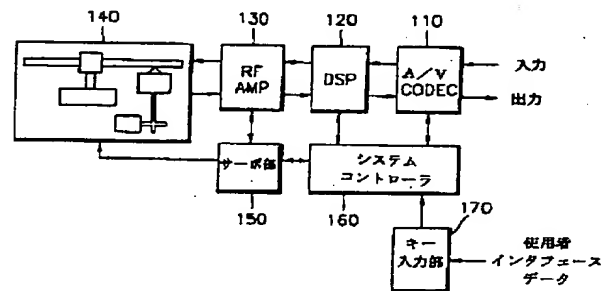 140
130
120
110
RF
AMP
DSP
A/V
CODEC
入力
出力
サーボ部
システム
コントローラ
150
160
170
キー
入力部
使用者
インタフェース
データ